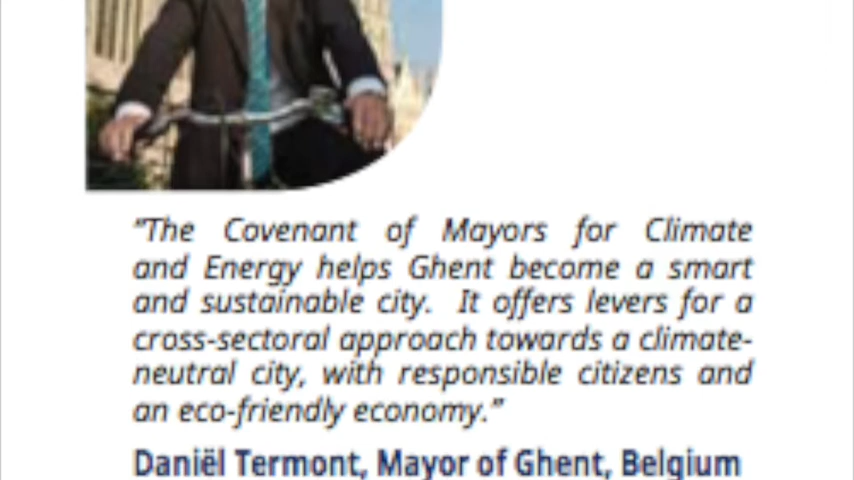 "The Covenant of Mayors for Climate
and Energy helps Ghent become a smart
and sustainable city. It offers levers for a
cross-sectoral approach towards a climate-
neutral city, with responsible citizens and
an eco-friendly economy."
Daniël Termont, Mayor of Ghent, Belgium